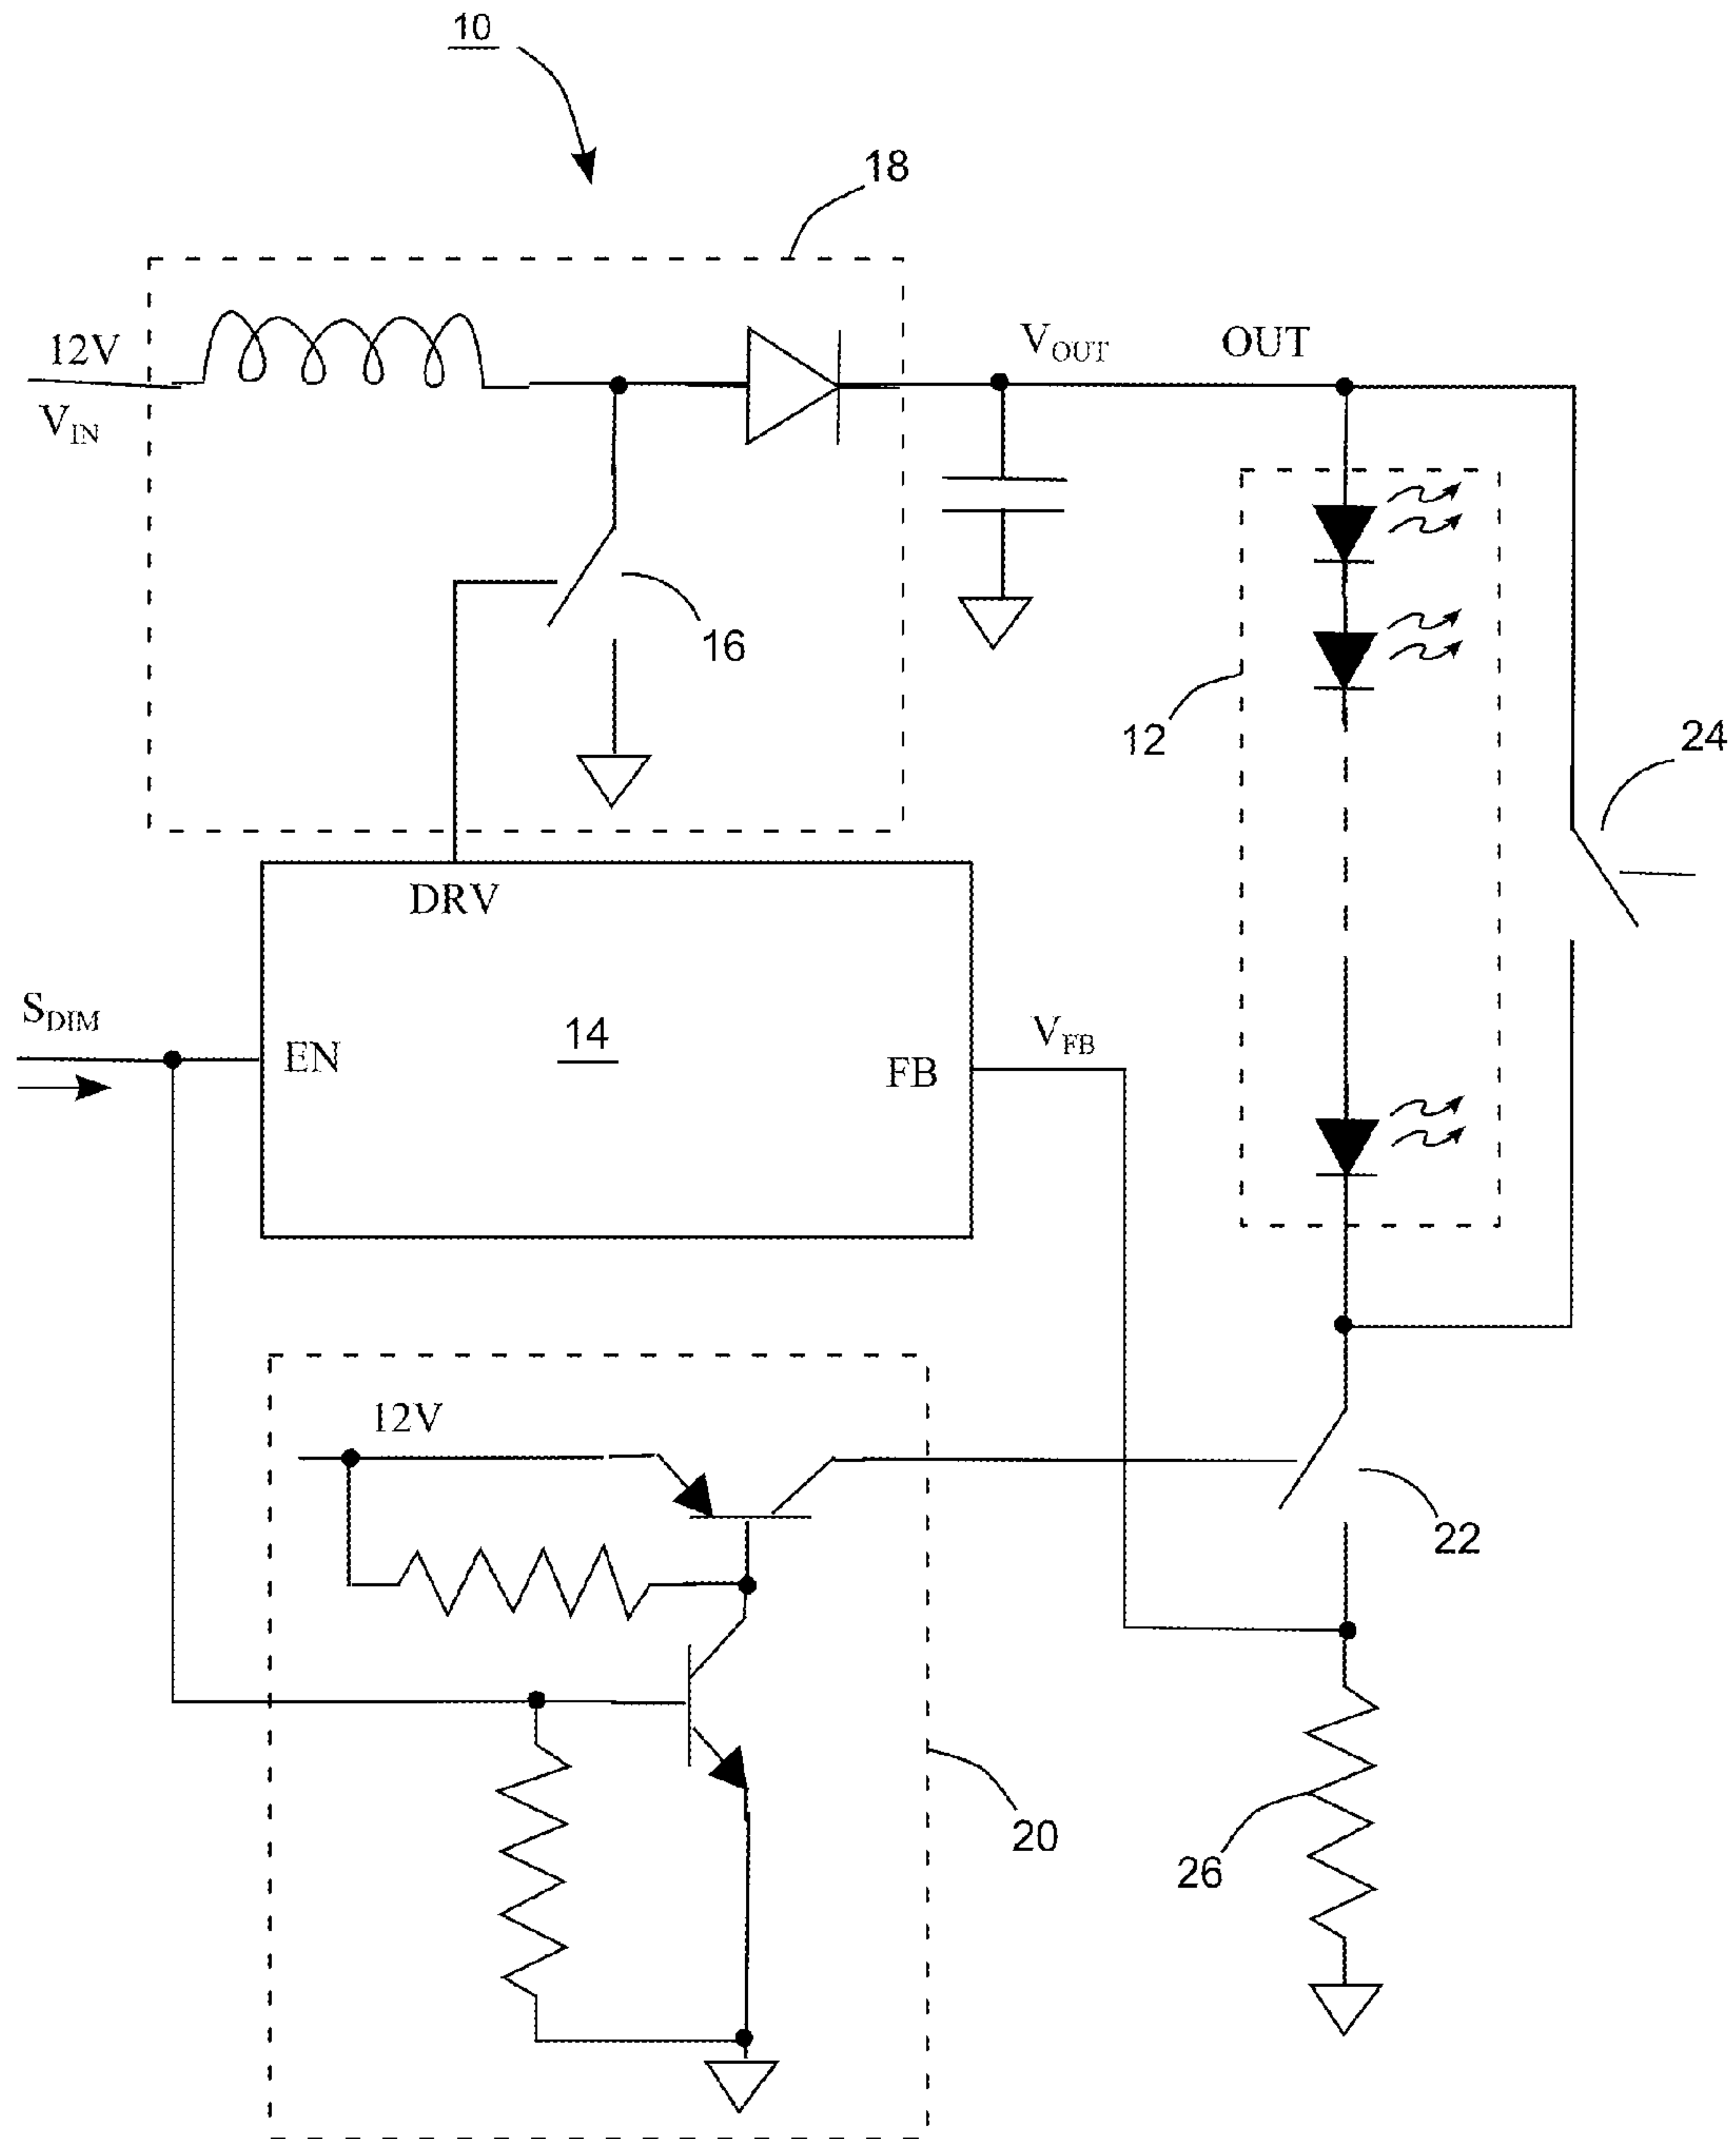 10
18
12V
V_IN
V_OUT
OUT
16
12
24
DRV
S_DIM
EN
14
FB
V_FB
12V
22
20
26